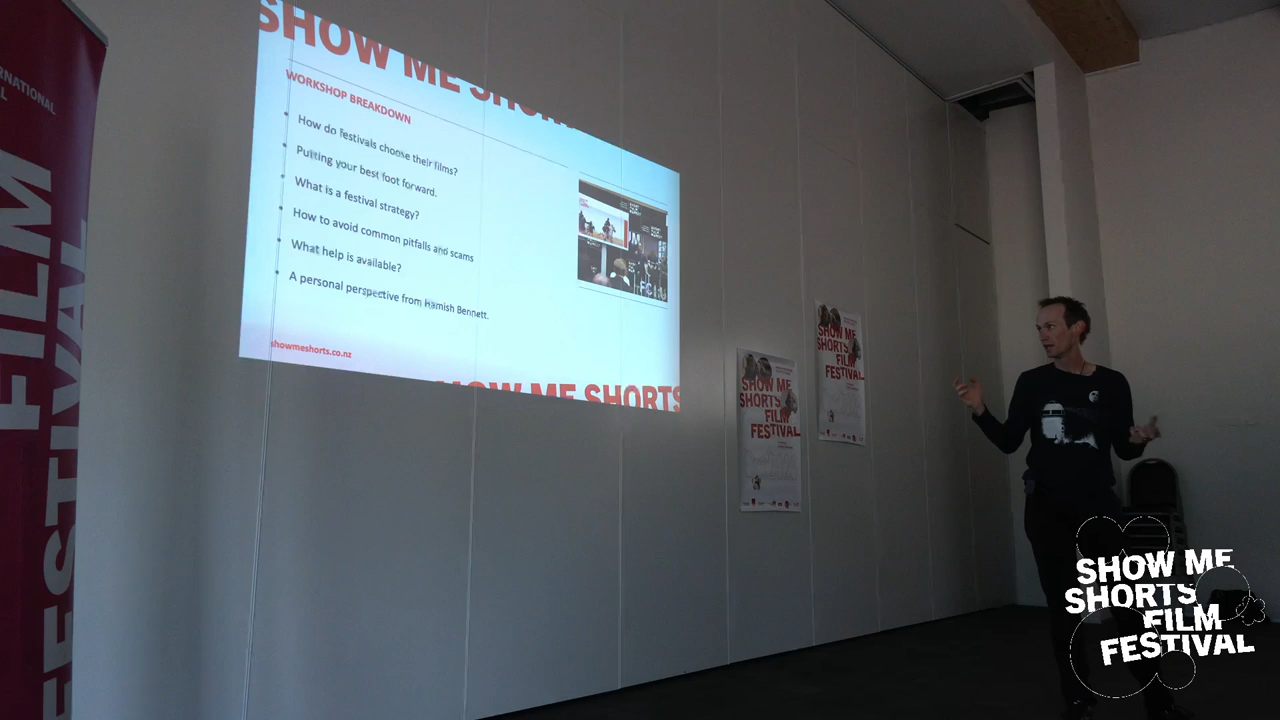 RNATIONAL
L
FILM
FESTIVAL
SHOW ME SHORTS
WORKSHOP BREAKDOWN
• How do festivals choose their films?
• Putting your best foot forward.
• What is a festival strategy?
• How to avoid common pitfalls and scams
• What help is available?
• A personal perspective from Hamish Bennett.
showmeshorts.co.nz
SHOW ME SHORTS
SHOW ME
SHORTS
FILM
FESTIVAL
SHOW ME
SHORTS
FILM
FESTIVAL
SHOW ME
SHORTS
FILM
FESTIVAL